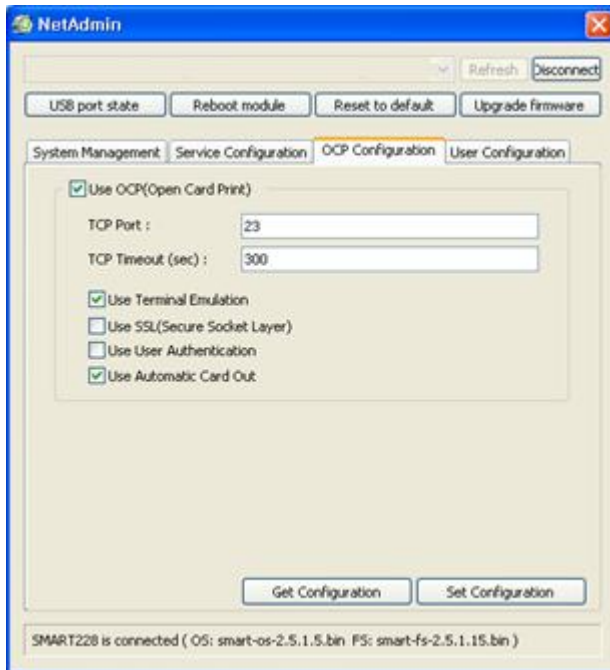 NetAdmin
Refresh Disconnect
USB port state Reboot module Reset to default Upgrade firmware
System Management Service Configuration OCP Configuration User Configuration
Use OCP(Open Card Print)
TCP Port : 23
TCP Timeout (sec) : 300
Use Terminal Emulation
Use SSL(Secure Socket Layer)
Use User Authentication
Use Automatic Card Out
Get Configuration Set Configuration
SMART228 is connected ( OS: smart-os-2.5.1.5.bin FS: smart-fs-2.5.1.15.bin )